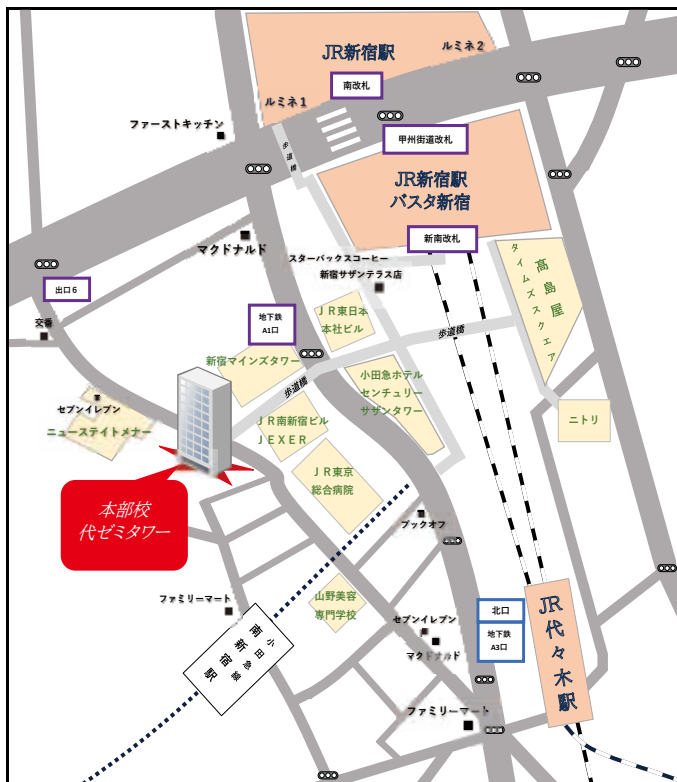 JR新宿駅
ルミネ2
南改札
ルミネ1
ファーストキッチン
甲州街道改札
歩道橋
JR新宿駅
バスタ新宿
新南改札
マクドナルド
スターバックスコーヒー
新宿サザンテラス店
髙島屋
タイムズスクエア
出口6
交番
地下鉄
A1口
JR東日本
本社ビル
歩道橋
新宿マインズタワー
小田急ホテル
センチュリー
サザンタワー
歩道橋
セブンイレブン
ニューステイトメナー
JR南新宿ビル
JEXER
ニトリ
JR東京
総合病院
本部校
代ゼミタワー
ブックオフ
ファミリーマート
山野美容
専門学校
北口
地下鉄
A3口
JR代々木駅
セブンイレブン
マクドナルド
小田急線
南新宿駅
ファミリーマート